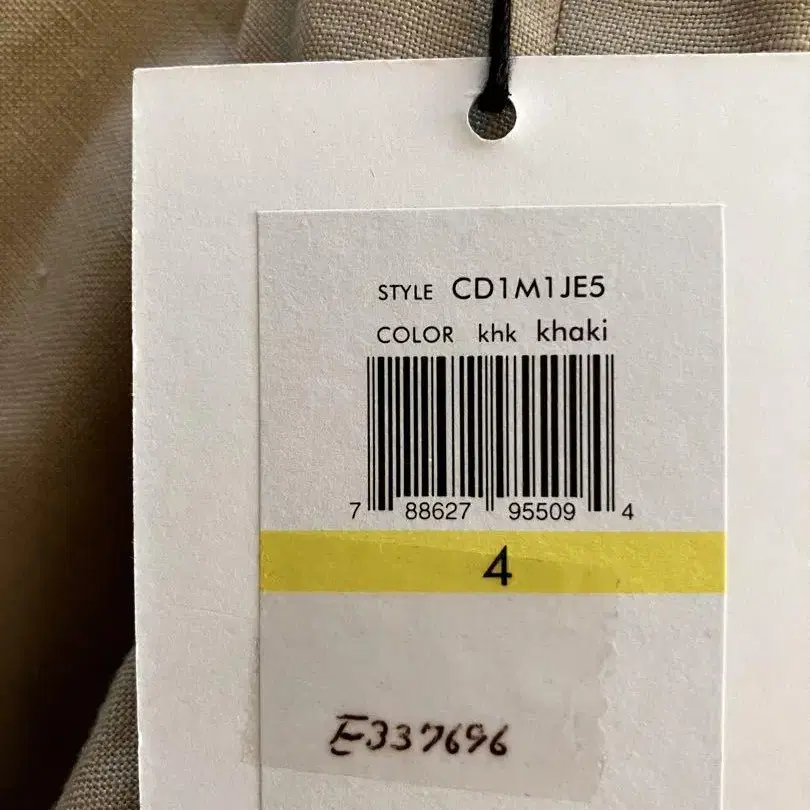 STYLE CD1M1JE5
COLOR khk khaki
7 88627 95509 4
4
E337696